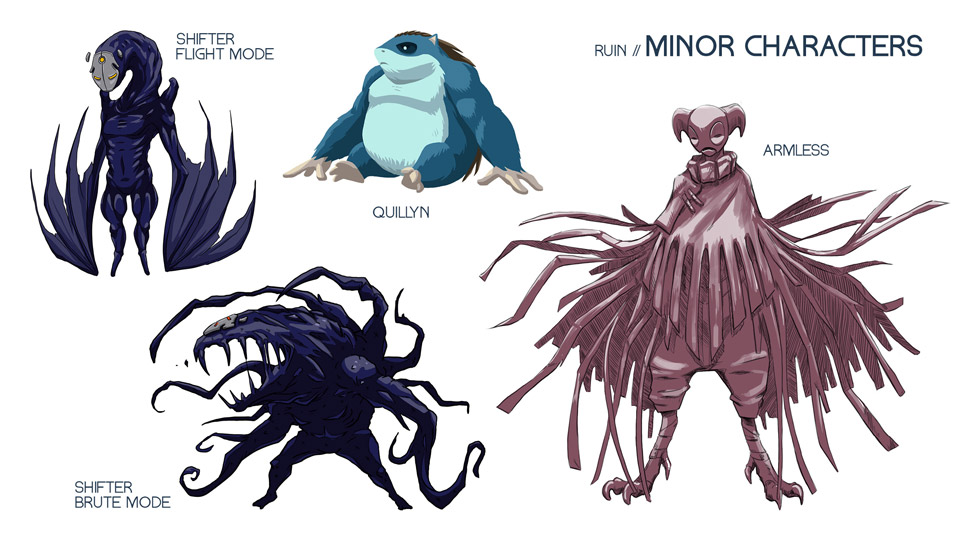 SHIFTER
FLIGHT MODE
RUIN // MINOR CHARACTERS
ARMLESS
QUILLYN
SHIFTER
BRUTE MODE